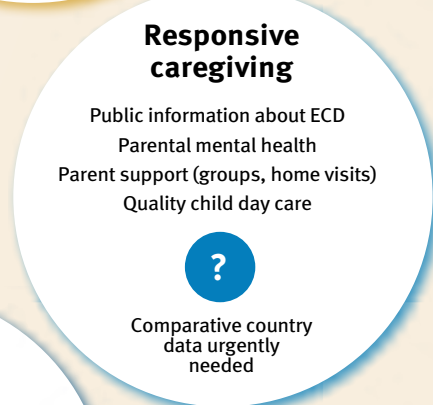 Responsive
caregiving
Public information about ECD
Parental mental health
Parent support (groups, home visits)
Quality child day care
?
Comparative country
data urgently
needed